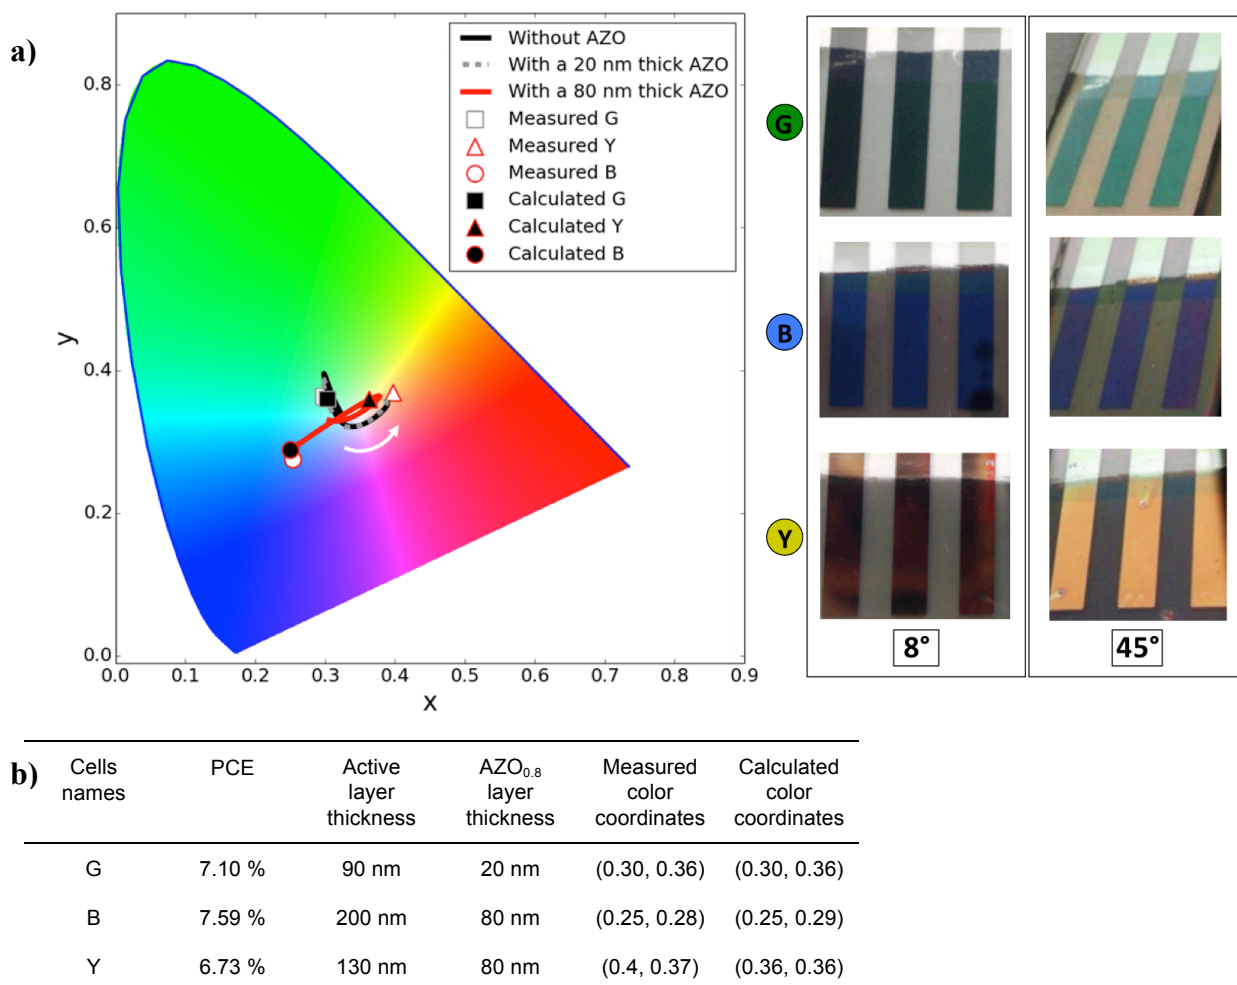 a)
Without AZO
With a 20 nm thick AZO
With a 80 nm thick AZO
Measured G
Measured Y
Measured B
Calculated G
Calculated Y
Calculated B
0.8
0.6
0.4
0.2
0.0
y
0.0 0.1 0.2 0.3 0.4 0.5 0.6 0.7 0.8 0.9
x
G
B
Y
8°
45°
b)
Cells names PCE Active layer thickness AZO0.8 layer thickness Measured color coordinates Calculated color coordinates
G 7.10 % 90 nm 20 nm (0.30, 0.36) (0.30, 0.36)
B 7.59 % 200 nm 80 nm (0.25, 0.28) (0.25, 0.29)
Y 6.73 % 130 nm 80 nm (0.4, 0.37) (0.36, 0.36)